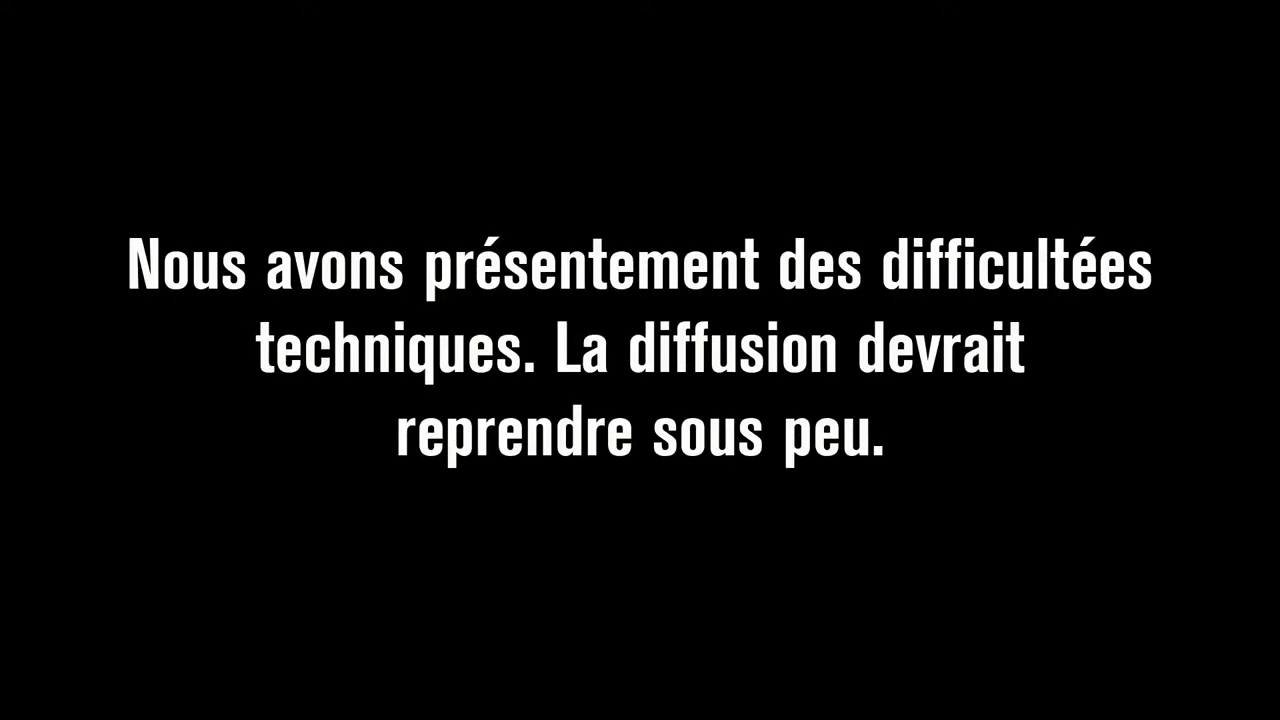 Nous avons présentement des difficultées
techniques. La diffusion devrait
reprendre sous peu.